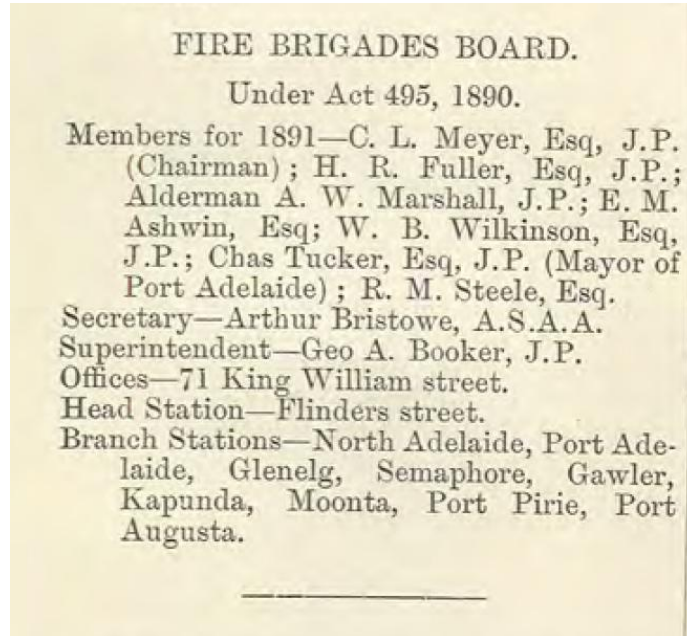 FIRE BRIGADES BOARD.
Under Act 495, 1890.
Members for 1891—C. L. Meyer, Esq, J.P.
(Chairman) ; H. R. Fuller, Esq, J.P.;
Alderman A. W. Marshall, J.P.; E. M.
Ashwin, Esq; W. B. Wilkinson, Esq,
J.P.; Chas Tucker, Esq, J.P. (Mayor of
Port Adelaide) ; R. M. Steele, Esq.
Secretary—Arthur Bristowe, A.S.A.A.
Superintendent—Geo A. Booker, J.P.
Offices—71 King William street.
Head Station—Flinders street.
Branch Stations—North Adelaide, Port Ade-
laide, Glenelg, Semaphore, Gawler,
Kapunda, Moonta, Port Pirie, Port
Augusta.